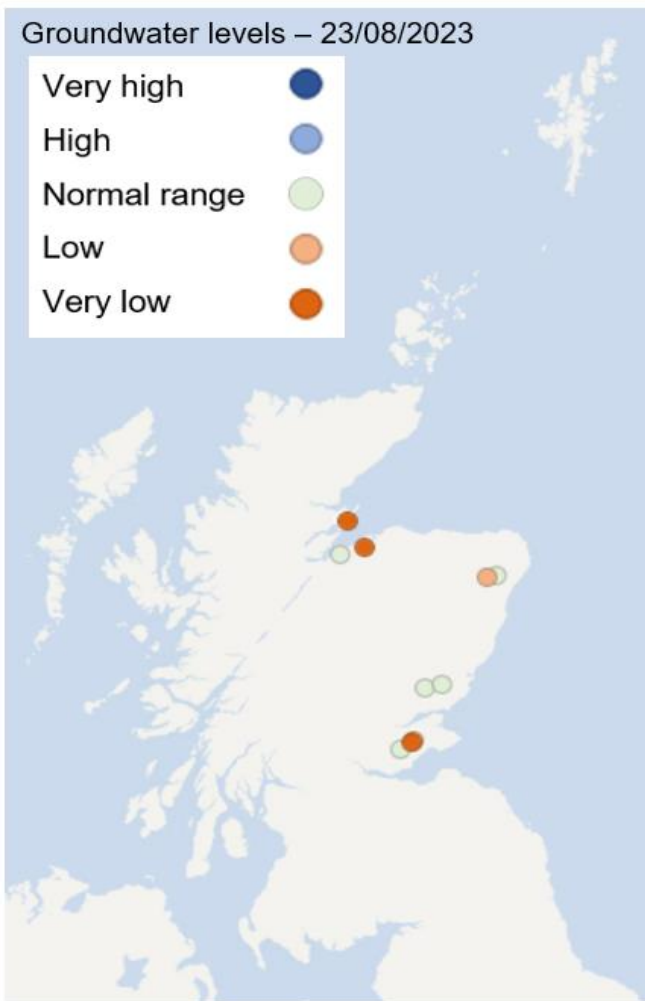 Groundwater levels – 23/08/2023
Very high
High
Normal range
Low
Very low